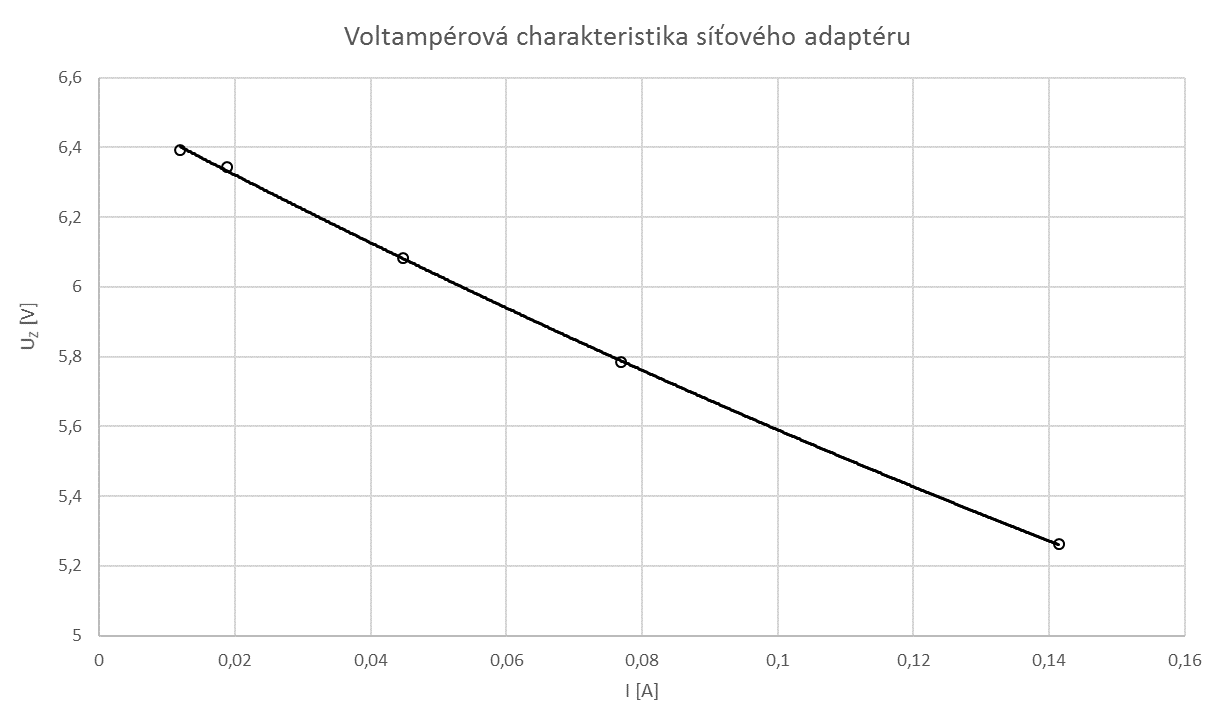 Voltampérová charakteristika síťového adaptéru
6,6
6,4
6,2
6
5,8
5,6
5,4
5,2
5
U_Z [V]
0 0,02 0,04 0,06 0,08 0,1 0,12 0,14 0,16
I [A]